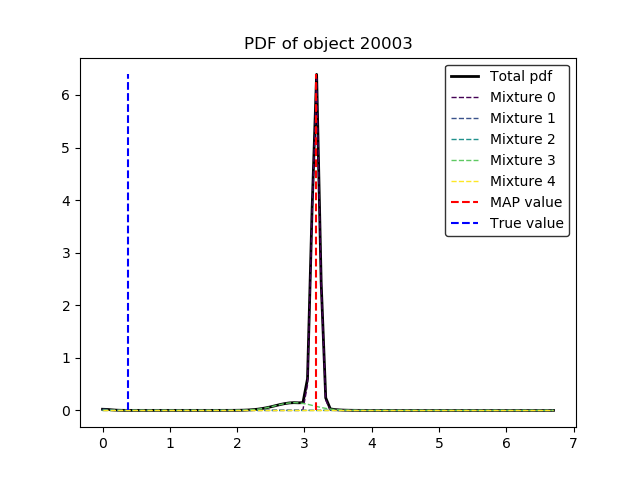 PDF of object 20003
Total pdf
Mixture 0
Mixture 1
Mixture 2
Mixture 3
Mixture 4
MAP value
True value
6
5
4
3
2
1
0
0 1 2 3 4 5 6 7